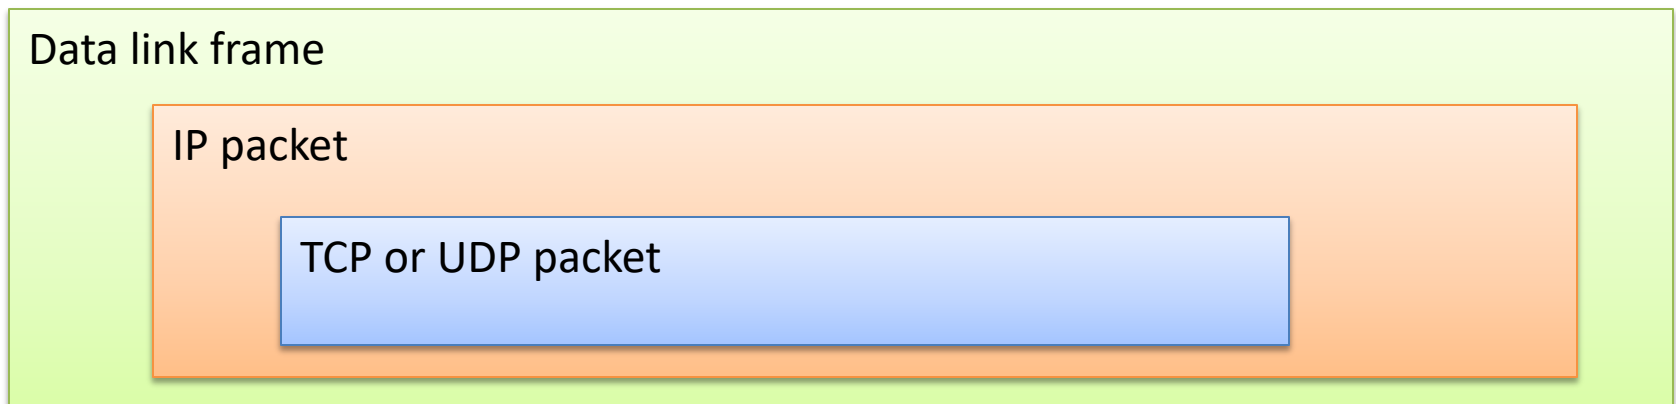 Data link frame
IP packet
TCP or UDP packet